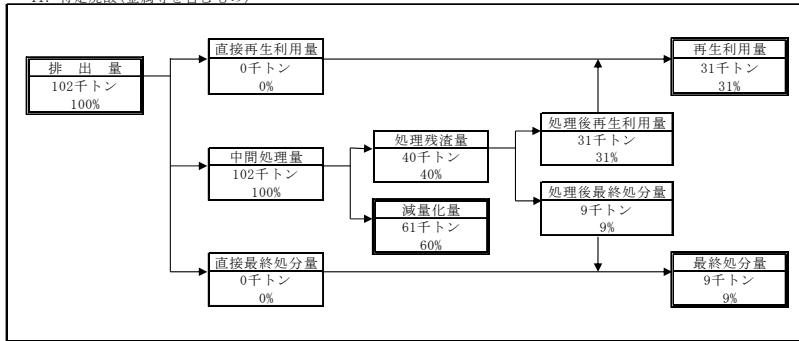 直接再生利用量
0千トン
0%
再生利用量
31千トン
31%
排 出 量
102千トン
100%
中間処理量
102千トン
100%
処理残渣量
40千トン
40%
処理後再生利用量
31千トン
31%
減量化量
61千トン
60%
処理後最終処分量
9千トン
9%
直接最終処分量
0千トン
0%
最終処分量
9千トン
9%